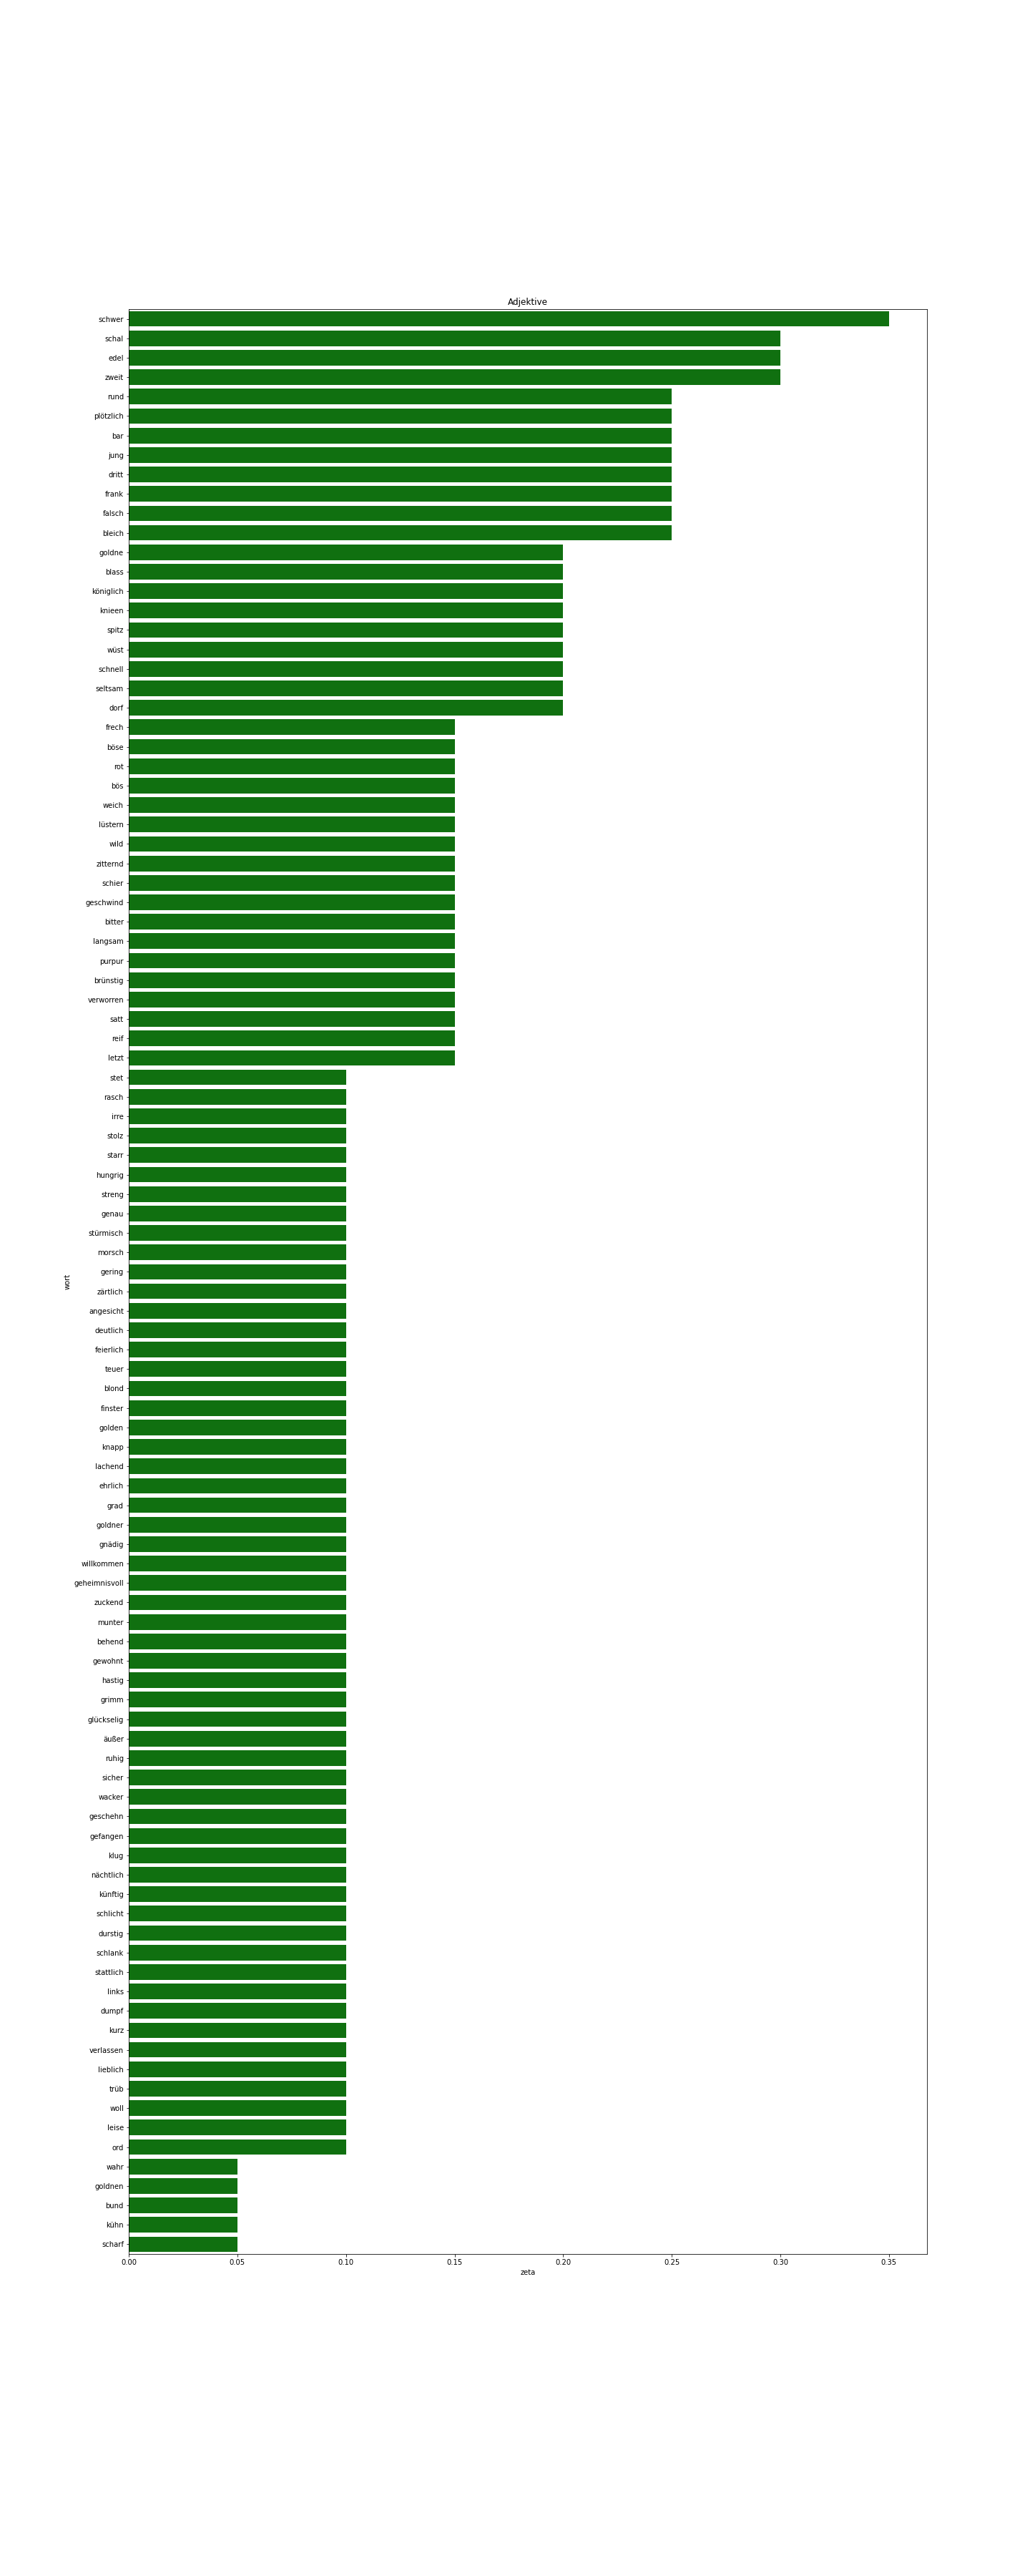 Adjektive
schwer
schal
edel
zweit
rund
plötzlich
bar
jung
dritt
frank
falsch
bleich
goldne
blass
königlich
knieen
spitz
wüst
schnell
seltsam
dorf
frech
böse
rot
bös
weich
lüstern
wild
zitternd
schier
geschwind
bitter
langsam
purpur
brünstig
verworren
satt
reif
letzt
stet
rasch
irre
stolz
starr
hungrig
streng
genau
stürmisch
morsch
gering
wort
zärtlich
angesicht
deutlich
feierlich
teuer
blond
finster
golden
knapp
lachend
ehrlich
grad
goldner
gnädig
willkommen
geheimnisvoll
zuckend
munter
behend
gewohnt
hastig
grimm
glückselig
äußer
ruhig
sicher
wacker
geschehn
gefangen
klug
nächtlich
künftig
schlicht
durstig
schlank
stattlich
links
dumpf
kurz
verlassen
lieblich
trüb
woll
leise
ord
wahr
goldnen
bund
kühn
scharf
0.00 0.05 0.10 0.15 0.20 0.25 0.30 0.35
zeta